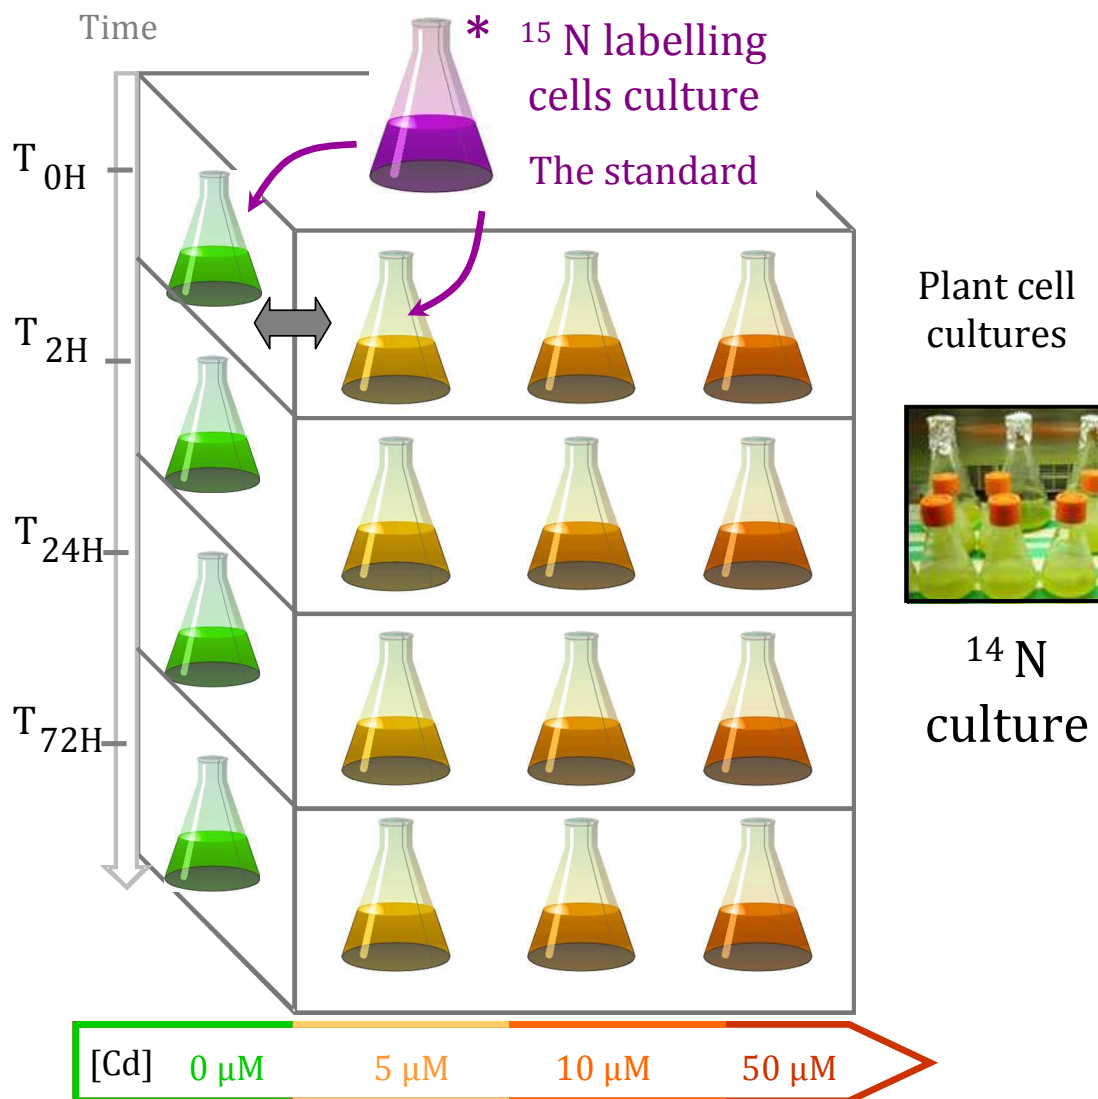 Time
* ¹⁵ N labelling
cells culture
The standard
T 0H
T 2H
T 24H
T 72H
Plant cell
cultures
¹⁴ N
culture
[Cd] 0 µM 5 µM 10 µM 50 µM